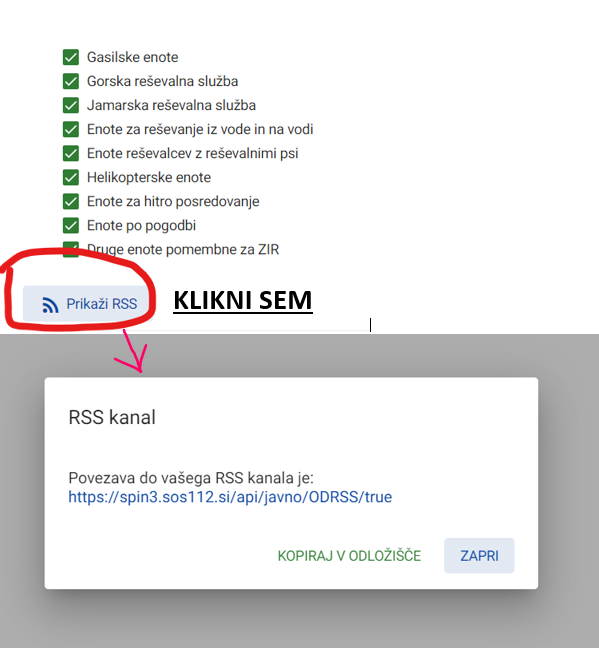 Gasilske enote
Gorska reševalna služba
Jamarska reševalna služba
Enote za reševanje iz vode in na vodi
Enote reševalcev z reševalnimi psi
Helikopterske enote
Enote za hitro posredovanje
Enote po pogodbi
Druge enote pomembne za ZIR
Prikaži RSS
KLIKNI SEM
RSS kanal
Povezava do vašega RSS kanala je:
https://spin3.sos112.si/api/javno/ODRSS/true
KOPIRAJ V ODLOŽIŠČE
ZAPRI